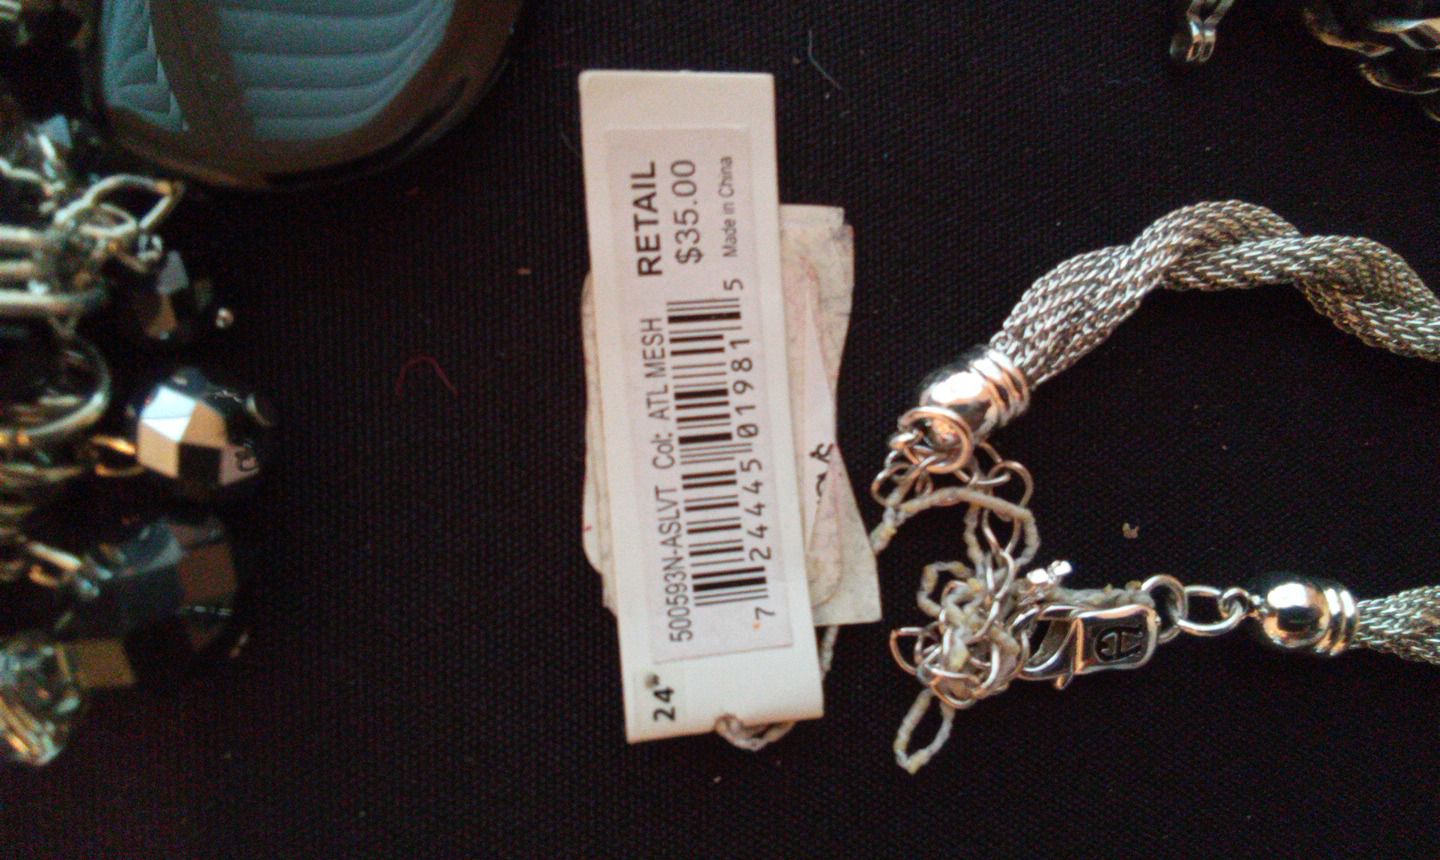 RETAIL
$35.00
Made in China
500593N-ASLVT Col: ATL MESH
7 24445 01981 5
24"